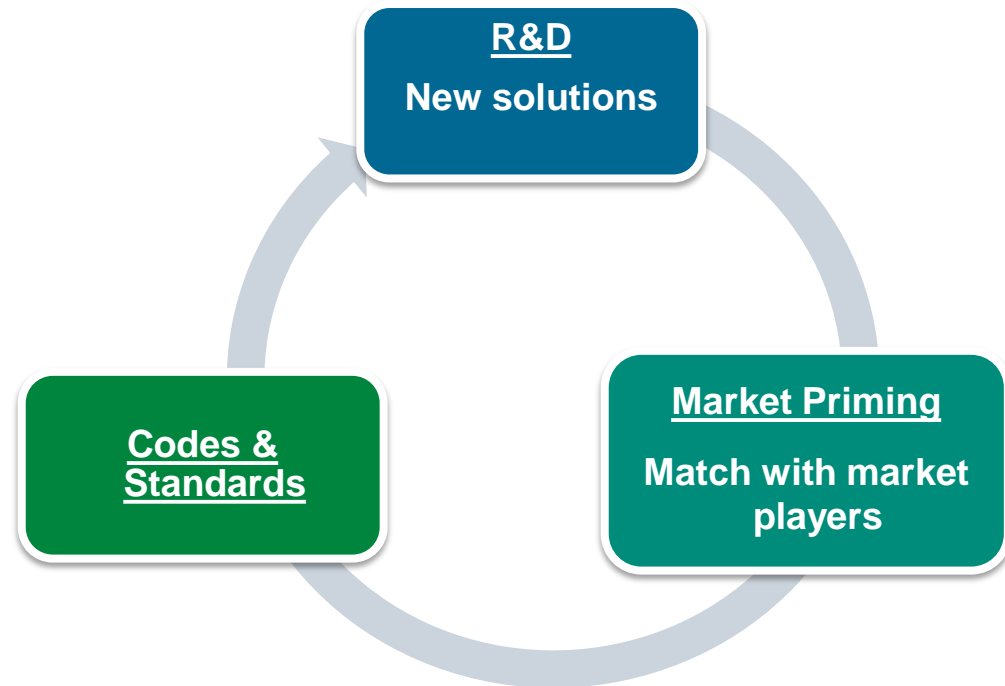 R&D
New solutions
Market Priming
Match with market
players
Codes &
Standards